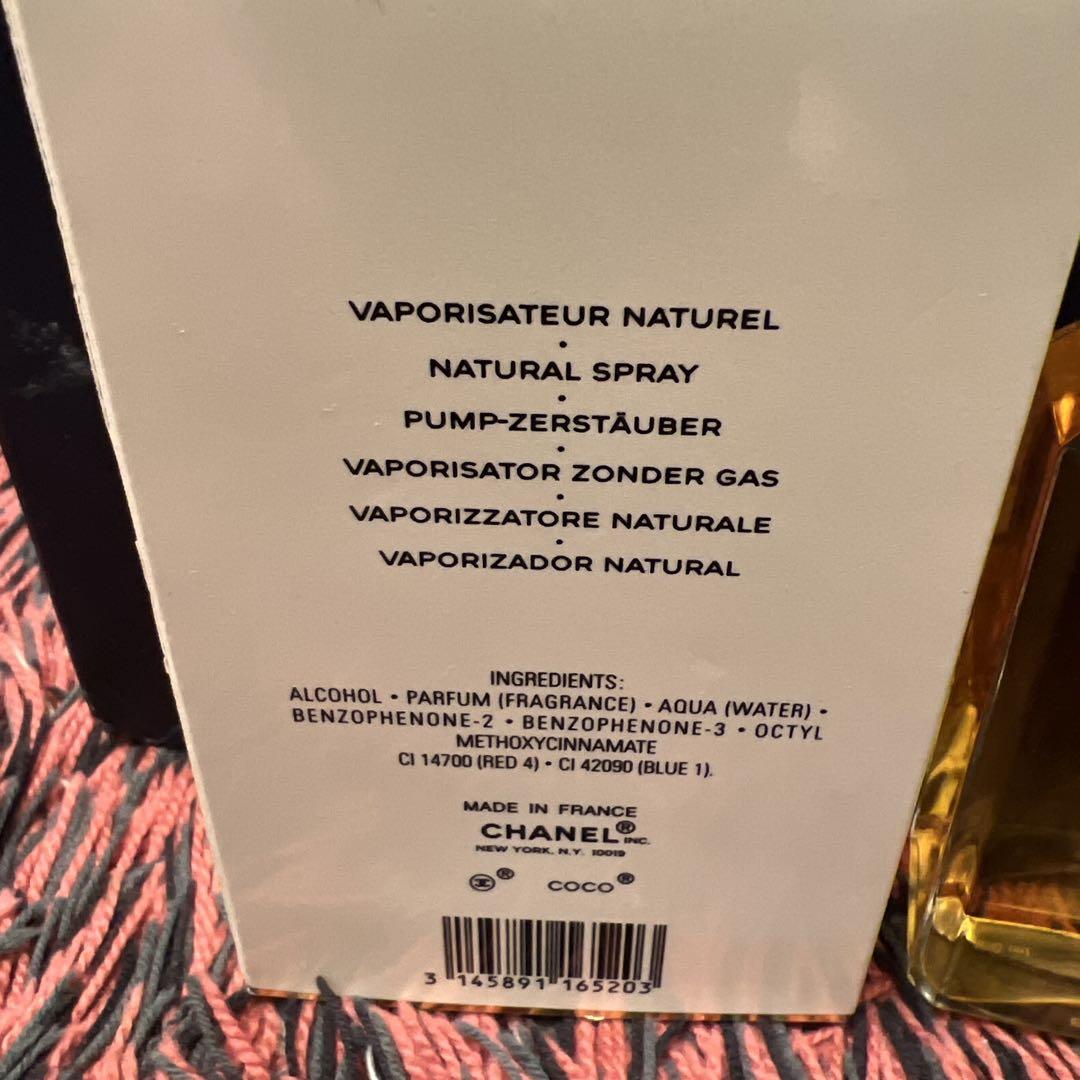 VAPORISATEUR NATUREL
•
NATURAL SPRAY
•
PUMP-ZERSTÄUBER
•
VAPORISATOR ZONDER GAS
•
VAPORIZZATORE NATURALE
•
VAPORIZADOR NATURAL
INGREDIENTS:
ALCOHOL • PARFUM (FRAGRANCE) • AQUA (WATER) •
BENZOPHENONE-2 • BENZOPHENONE-3 • OCTYL
METHOXYCINNAMATE
CI 14700 (RED 4) • CI 42090 (BLUE 1).
MADE IN FRANCE
CHANEL® INC.
NEW YORK. N.Y. 10019
® COCO®
3 145891 165203